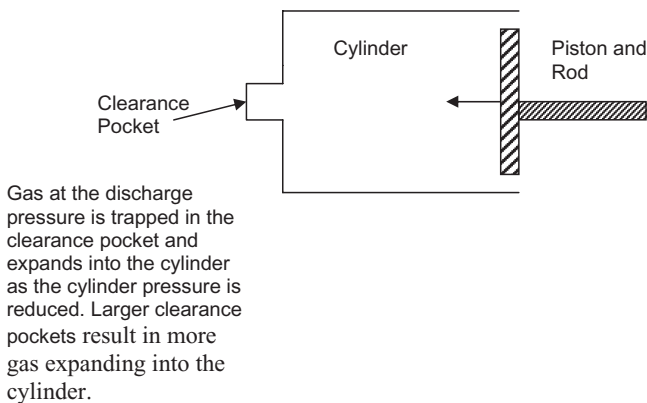 Cylinder
Piston and
Rod
Clearance
Pocket
Gas at the discharge
pressure is trapped in the
clearance pocket and
expands into the cylinder
as the cylinder pressure is
reduced. Larger clearance
pockets result in more
gas expanding into the
cylinder.